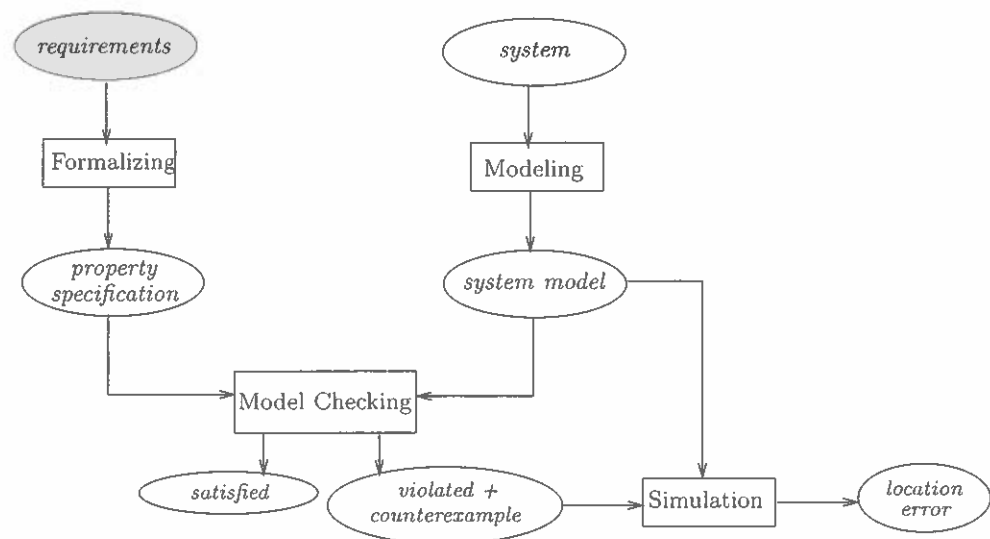 requirements
system
Formalizing
Modeling
property
specification
system model
Model Checking
satisfied
violated +
counterexample
Simulation
location
error